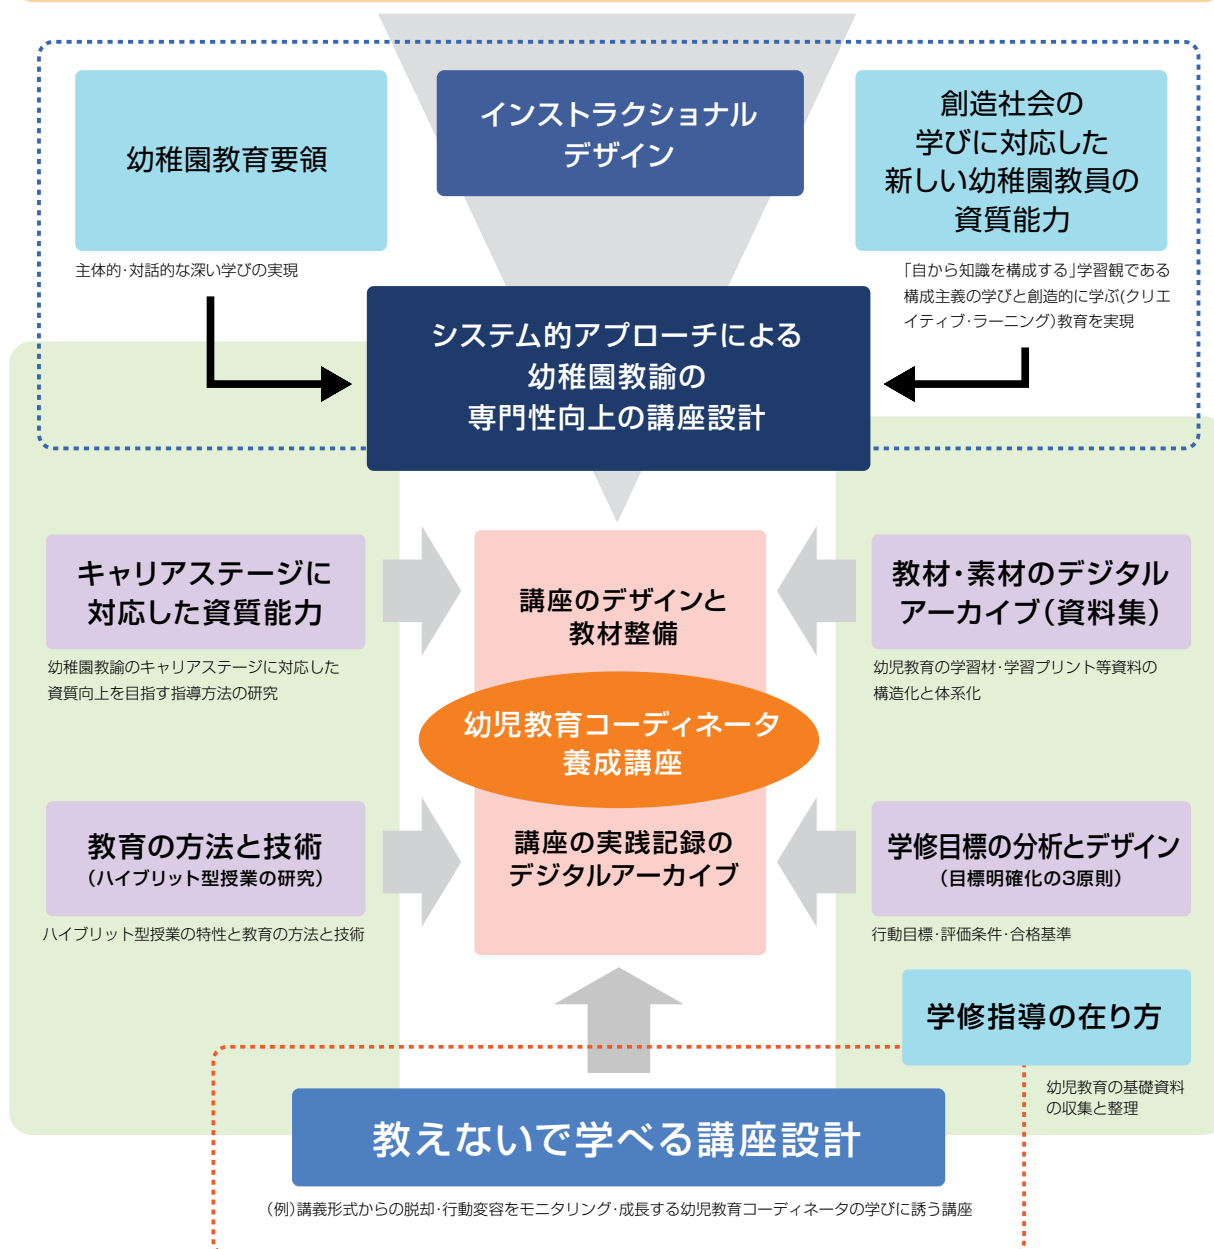 幼稚園教育要領
主体的・対話的な深い学びの実現
インストラクショナル
デザイン
創造社会の
学びに対応した
新しい幼稚園教員の
資質能力
「自から知識を構成する」学習観である
構成主義の学びと創造的に学ぶ(クリエ
イティブ・ラーニング)教育を実現
システム的アプローチによる
幼稚園教諭の
専門性向上の講座設計
キャリアステージに
対応した資質能力
幼稚園教諭のキャリアステージに対応した
資質向上を目指す指導方法の研究
講座のデザインと
教材整備
教材・素材のデジタル
アーカイブ（資料集）
幼児教育の学習材・学習プリント等資料の
構造化と体系化
幼児教育コーディネータ
養成講座
教育の方法と技術
（ハイブリット型授業の研究）
ハイブリット型授業の特性と教育の方法と技術
講座の実践記録の
デジタルアーカイブ
学修目標の分析とデザイン
（目標明確化の3原則）
行動目標・評価条件・合格基準
学修指導の在り方
幼児教育の基礎資料
の収集と整理
教えないで学べる講座設計
（例）講義形式からの脱却・行動変容をモニタリング・成長する幼児教育コーディネータの学びに誘う講座